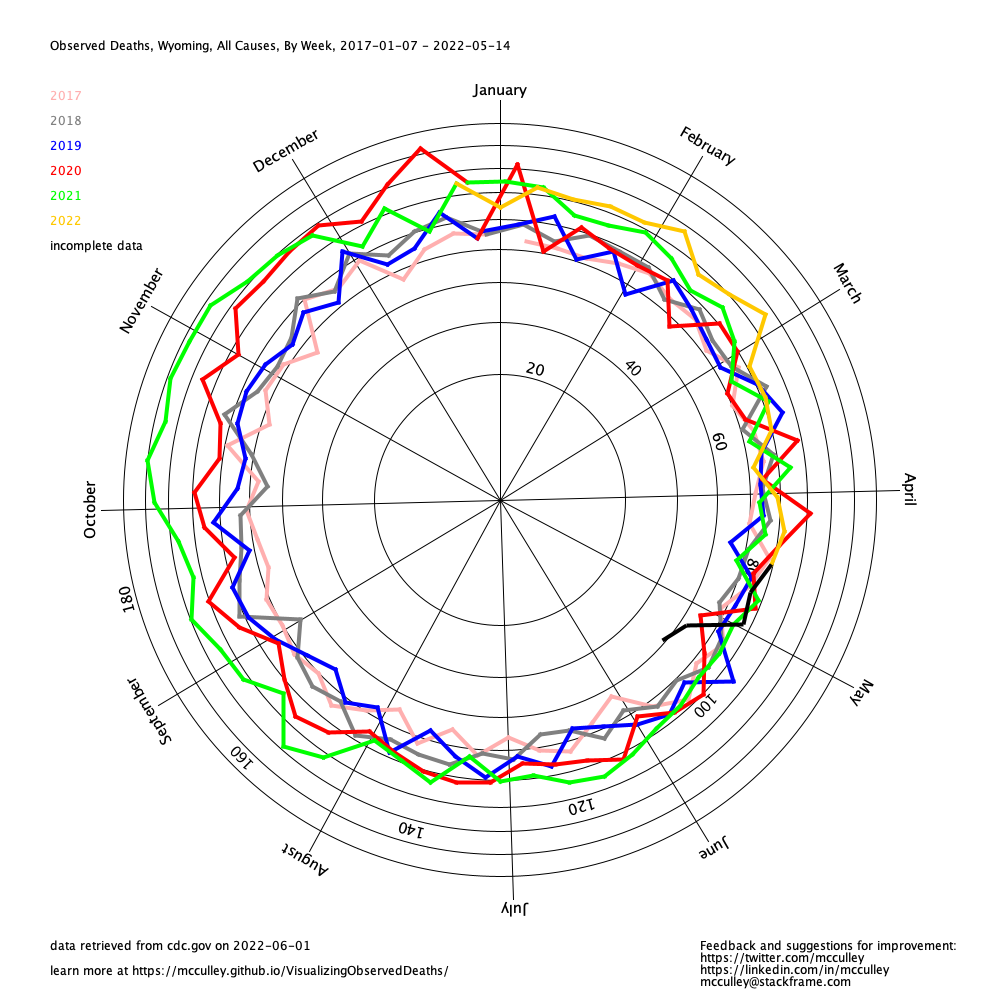 Observed Deaths, Wyoming, All Causes, By Week, 2017-01-07 - 2022-05-14
January
2017
2018
2019
2020
2021
2022
incomplete data
December
February
November
March
20
40
60
October
April
80
180
September
May
100
160
120
140
August
June
July
data retrieved from cdc.gov on 2022-06-01
learn more at https://mcculley.github.io/VisualizingObservedDeaths/
Feedback and suggestions for improvement:
https://twitter.com/mcculley
https://linkedin.com/in/mcculley
mcculley@stackframe.com